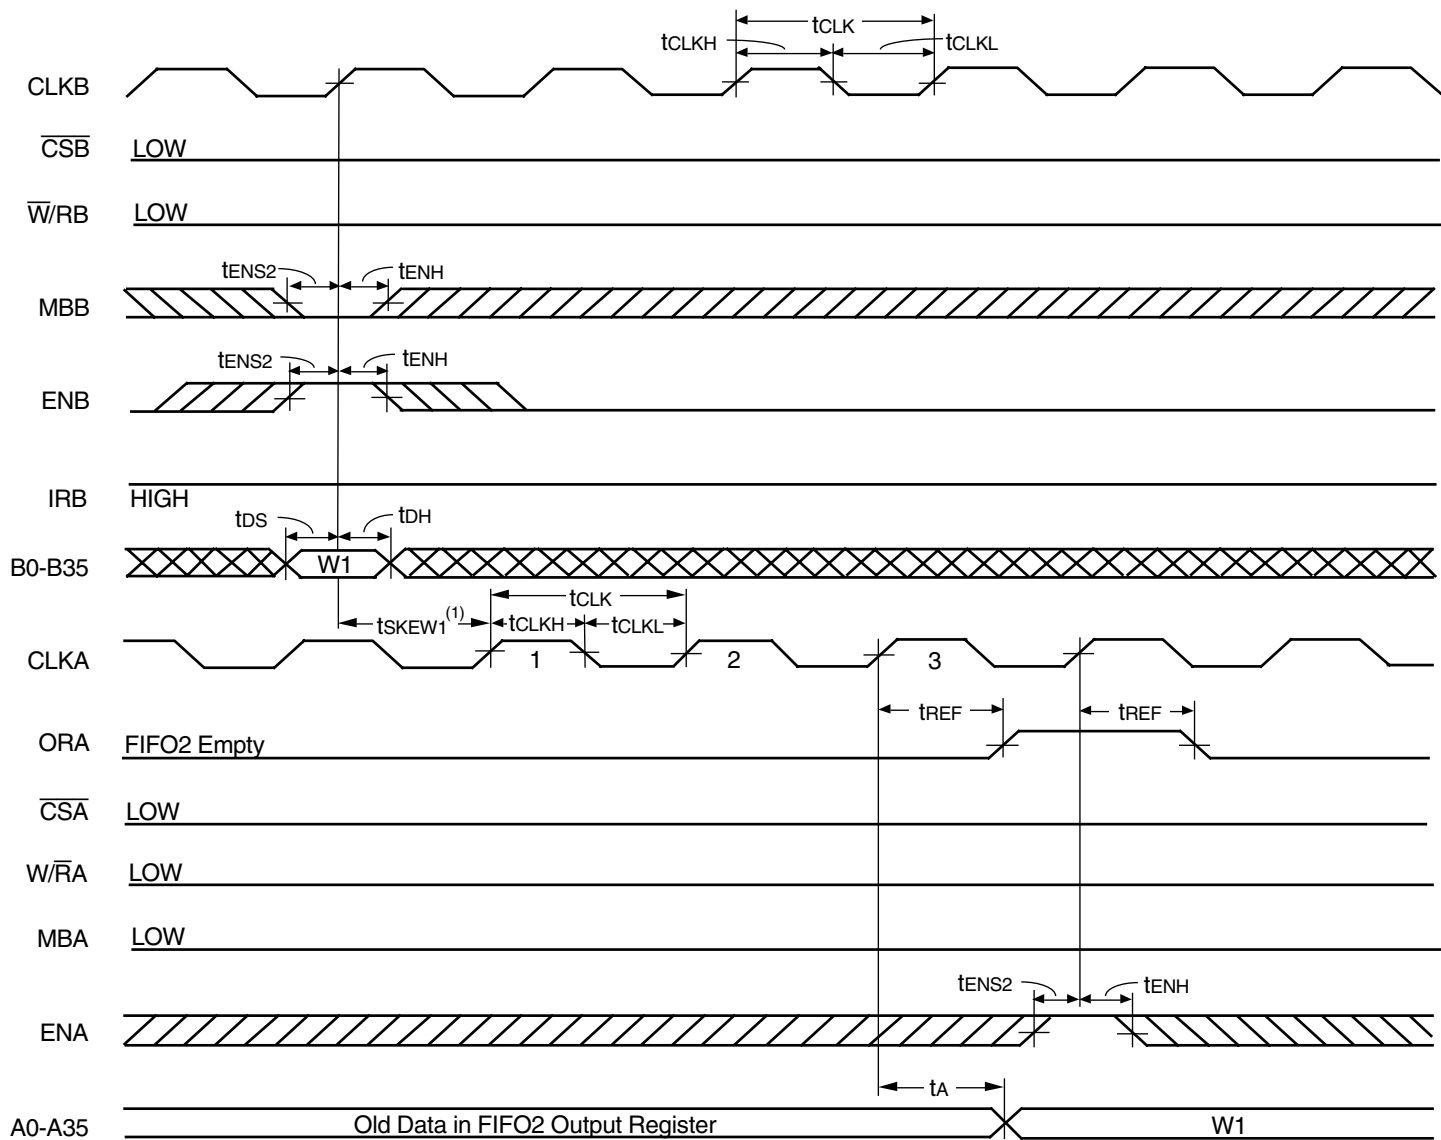 tCLK
tCLKH tCLKL
CLKB
CSB LOW
W/RB LOW
tENS2 tENH
MBB
tENS2 tENH
ENB
IRB HIGH
tDS tDH
B0-B35 W1
tCLK
tSKEW1(1) tCLKH tCLKL
CLKA 1 2 3
tREF tREF
ORA FIFO2 Empty
CSA LOW
W/RA LOW
MBA LOW
tENS2 tENH
ENA
tA
A0-A35 Old Data in FIFO2 Output Register W1